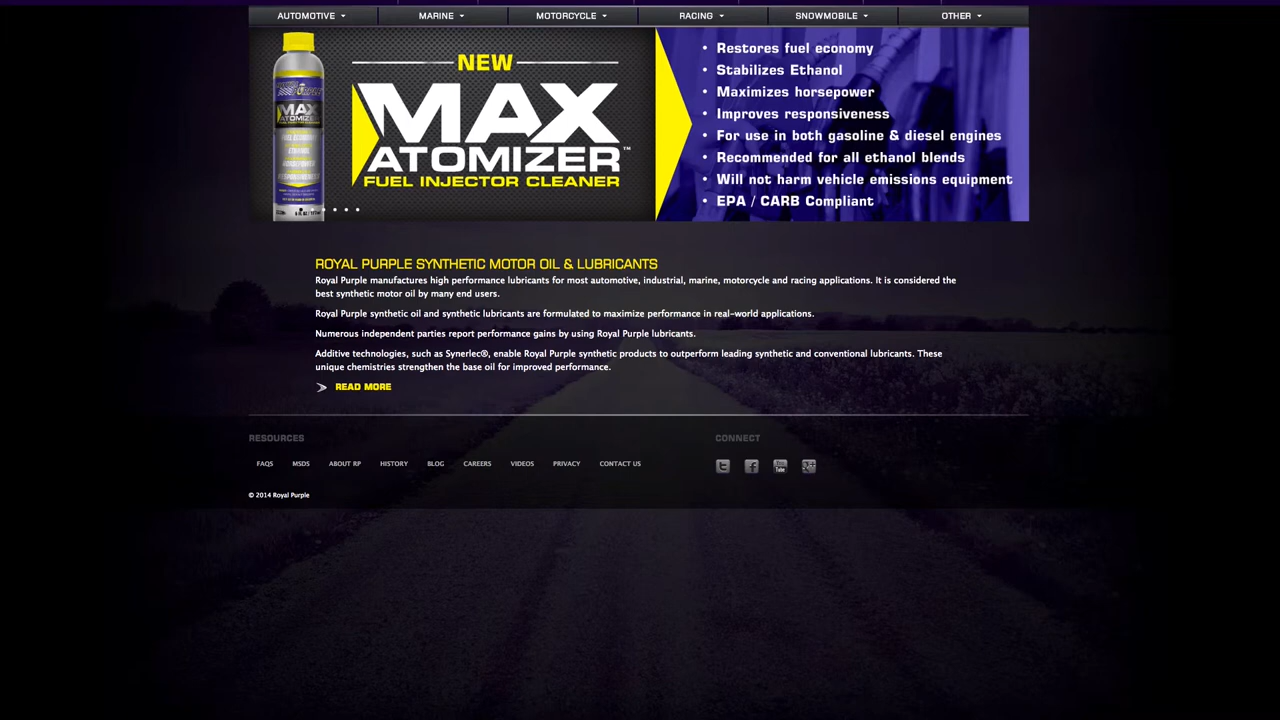 AUTOMOTIVE MARINE MOTORCYCLE RACING SNOWMOBILE OTHER
NEW
MAX
ATOMIZER™
FUEL INJECTOR CLEANER
MAX
ATOMIZER
• Restores fuel economy
• Stabilizes Ethanol
• Maximizes horsepower
• Improves responsiveness
• For use in both gasoline & diesel engines
• Recommended for all ethanol blends
• Will not harm vehicle emissions equipment
• EPA / CARB Compliant
ROYAL PURPLE SYNTHETIC MOTOR OIL & LUBRICANTS
Royal Purple manufactures high performance lubricants for most automotive, industrial, marine, motorcycle and racing applications. It is considered the
best synthetic motor oil by many end users.
Royal Purple synthetic oil and synthetic lubricants are formulated to maximize performance in real-world applications.
Numerous independent parties report performance gains by using Royal Purple lubricants.
Additive technologies, such as Synerlec®, enable Royal Purple synthetic products to outperform leading synthetic and conventional lubricants. These
unique chemistries strengthen the base oil for improved performance.
READ MORE
RESOURCES
CONNECT
FAQS MSDS ABOUT RP HISTORY BLOG CAREERS VIDEOS PRIVACY CONTACT US
© 2014 Royal Purple